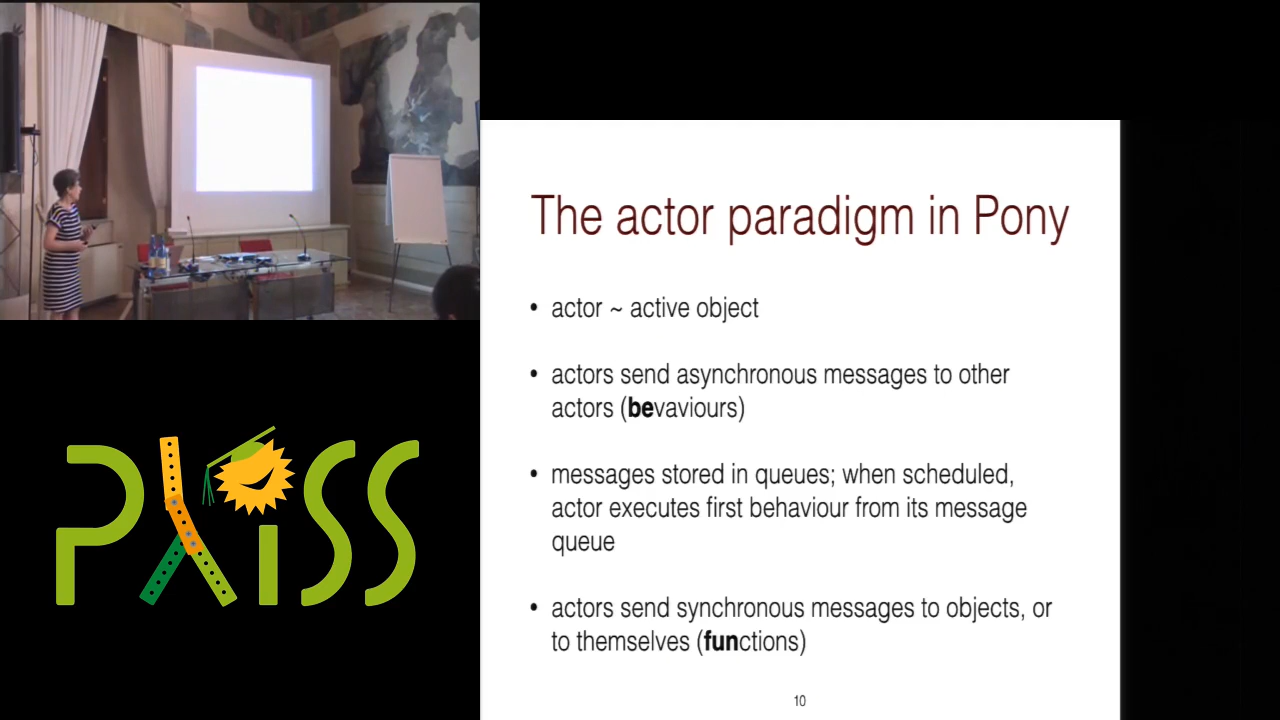 The actor paradigm in Pony
• actor ~ active object
• actors send asynchronous messages to other
actors (bevaviours)
• messages stored in queues; when scheduled,
actor executes first behaviour from its message
queue
• actors send synchronous messages to objects, or
to themselves (functions)
10
PLISS